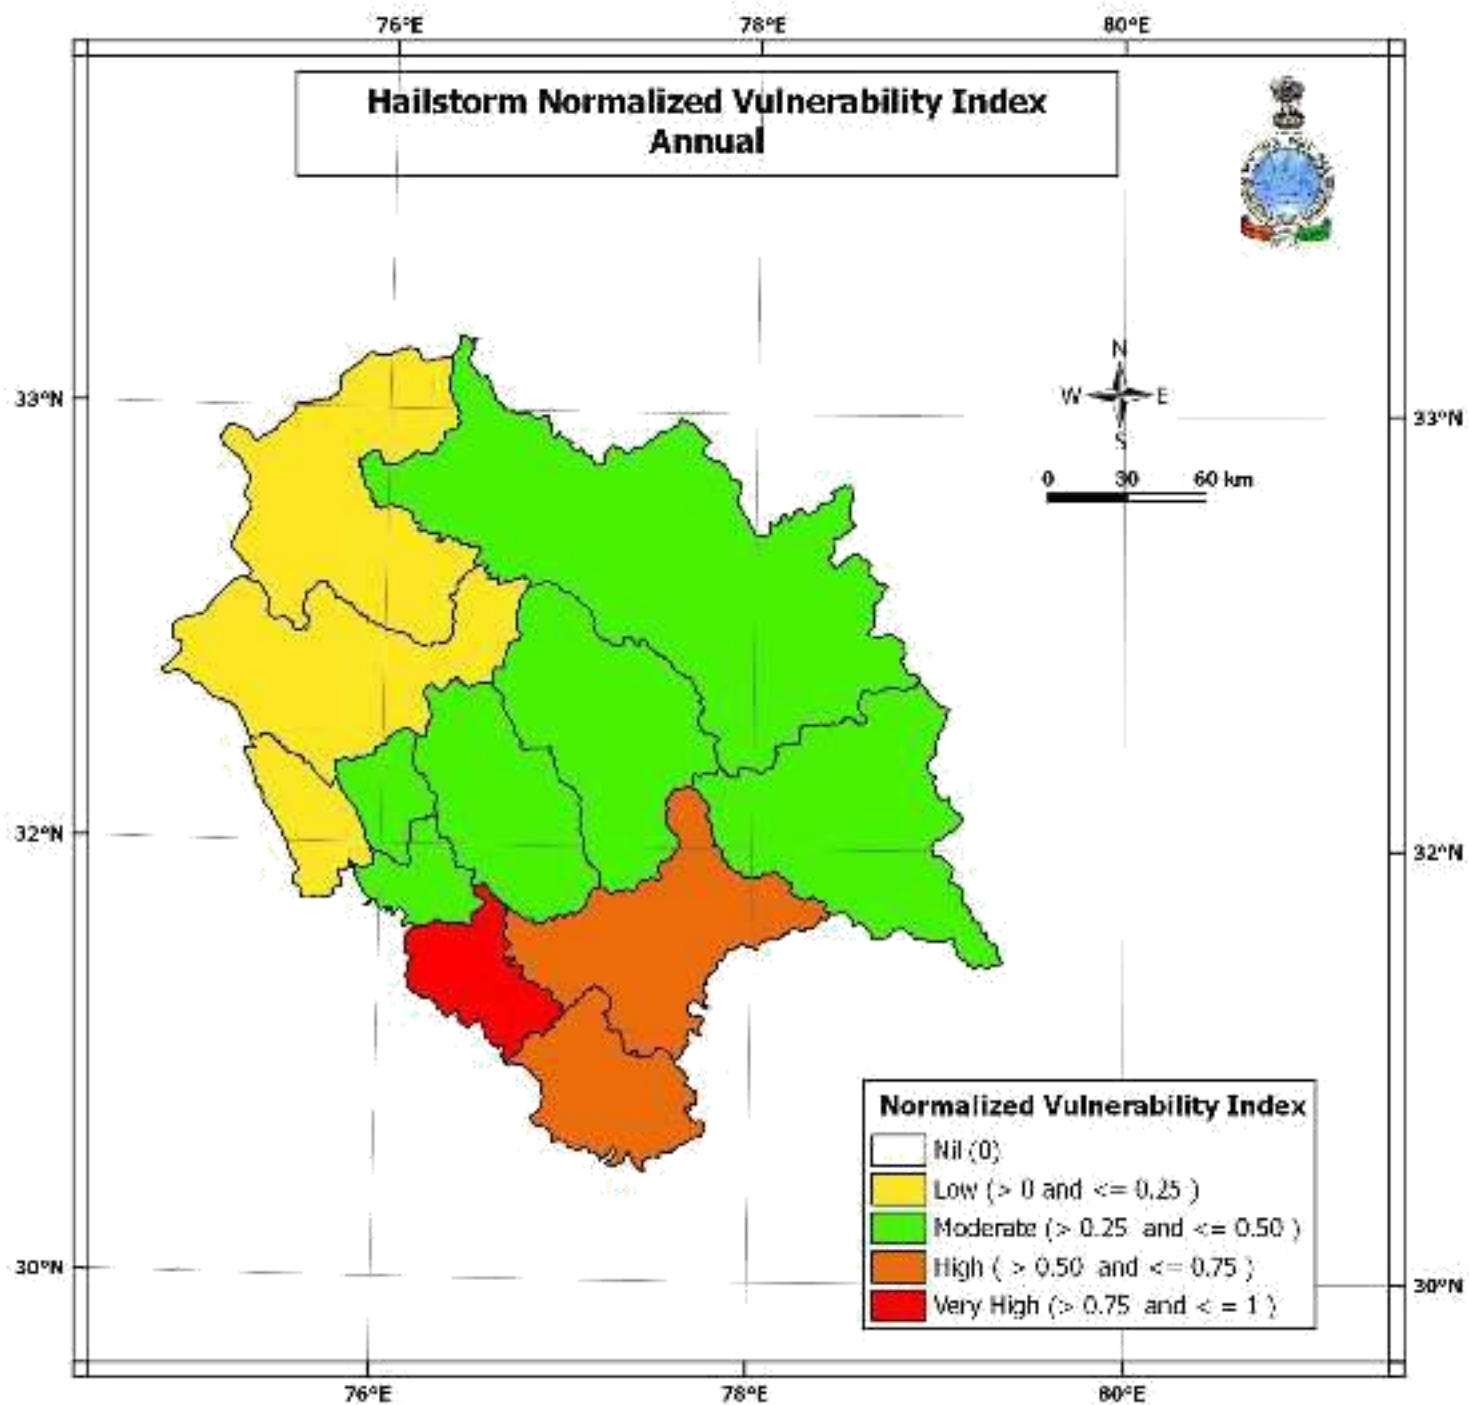 76°E 78°E 80°E
Hailstorm Normalized Vulnerability Index
Annual
N
W E
S
33°N 33°N
0 30 60 km
32°N 32°N
Normalized Vulnerability Index
Nil (0)
Low (> 0 and <= 0.25 )
Moderate (> 0.25 and <= 0.50 )
High ( > 0.50 and <= 0.75 )
Very High (> 0.75 and < = 1 )
30°N 30°N
76°E 78°E 80°E